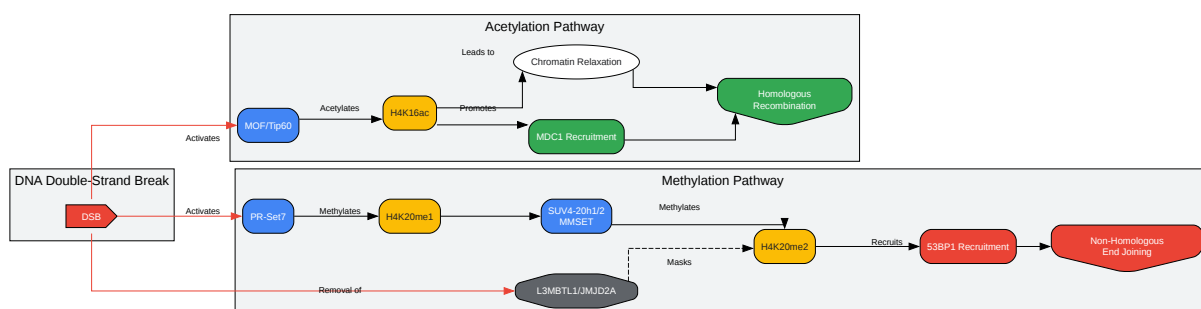 Acetylation Pathway
Leads to
Chromatin Relaxation
Homologous
Recombination
Acetylates
H4K16ac
Promotes
MOF/Tip60
MDC1 Recruitment
Activates
DNA Double-Strand Break
Methylation Pathway
DSB
Activates
PR-Set7
Methylates
H4K20me1
SUV4-20h1/2
MMSET
Methylates
H4K20me2
Recruits
53BP1 Recruitment
Non-Homologous
End Joining
Masks
Removal of
L3MBTL1/JMJD2A